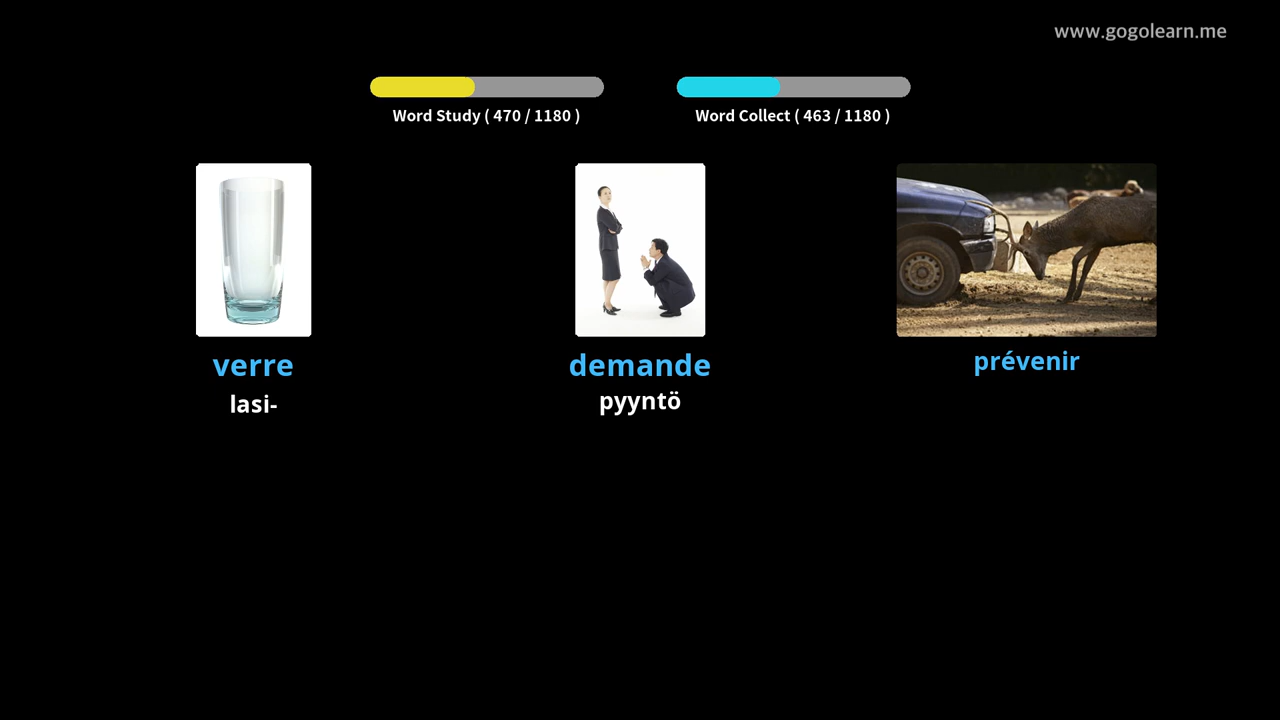 www.gogolearn.me
Word Study ( 470 / 1180 )
Word Collect ( 463 / 1180 )
verre
lasi-
demande
pyyntö
prévenir